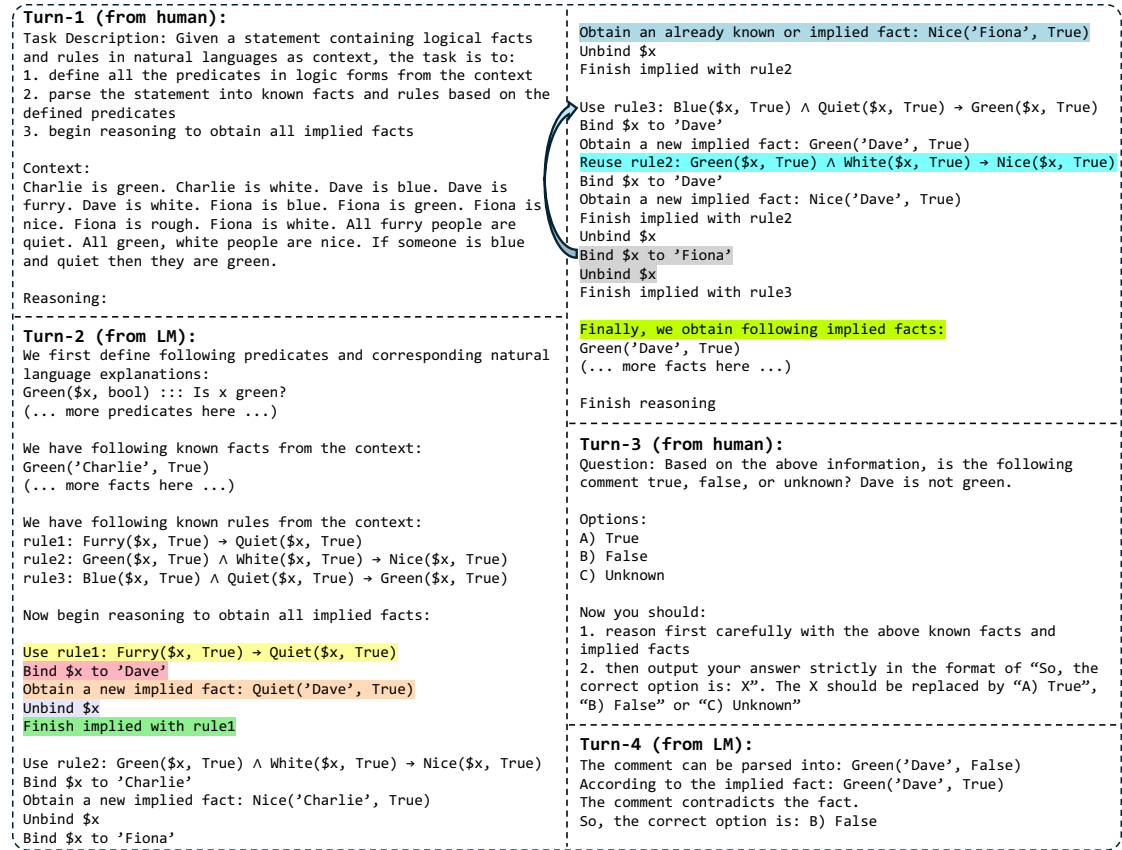 Turn-1 (from human):
Task Description: Given a statement containing logical facts
and rules in natural languages as context, the task is to:
1. define all the predicates in logic forms from the context
2. parse the statement into known facts and rules based on the
defined predicates
3. begin reasoning to obtain all implied facts
Context:
Charlie is green. Charlie is white. Dave is blue. Dave is
furry. Dave is white. Fiona is blue. Fiona is green. Fiona is
nice. Fiona is rough. Fiona is white. All furry people are
quiet. All green, white people are nice. If someone is blue
and quiet then they are green.
Reasoning:
Turn-2 (from LM):
We first define following predicates and corresponding natural
language explanations:
Green($x, bool) ::: Is x green?
(... more predicates here ...)
We have following known facts from the context:
Green(’Charlie’, True)
(... more facts here ...)
We have following known rules from the context:
rule1: Furry($x, True) → Quiet($x, True)
rule2: Green($x, True) ∧ White($x, True) → Nice($x, True)
rule3: Blue($x, True) ∧ Quiet($x, True) → Green($x, True)
Now begin reasoning to obtain all implied facts:
Use rule1: Furry($x, True) → Quiet($x, True)
Bind $x to ’Dave’
Obtain a new implied fact: Quiet(’Dave’, True)
Unbind $x
Finish implied with rule1
Use rule2: Green($x, True) ∧ White($x, True) → Nice($x, True)
Bind $x to ’Charlie’
Obtain a new implied fact: Nice(’Charlie’, True)
Unbind $x
Bind $x to ’Fiona’
Obtain an already known or implied fact: Nice(’Fiona’, True)
Unbind $x
Finish implied with rule2
Use rule3: Blue($x, True) ∧ Quiet($x, True) → Green($x, True)
Bind $x to ’Dave’
Obtain a new implied fact: Green(’Dave’, True)
Reuse rule2: Green($x, True) ∧ White($x, True) → Nice($x, True)
Bind $x to ’Dave’
Obtain a new implied fact: Nice(’Dave’, True)
Finish implied with rule2
Unbind $x
Bind $x to ’Fiona’
Unbind $x
Finish implied with rule3
Finally, we obtain following implied facts:
Green(’Dave’, True)
(... more facts here ...)
Finish reasoning
Turn-3 (from human):
Question: Based on the above information, is the following
comment true, false, or unknown? Dave is not green.
Options:
A) True
B) False
C) Unknown
Now you should:
1. reason first carefully with the above known facts and
implied facts
2. then output your answer strictly in the format of “So, the
correct option is: X”. The X should be replaced by “A) True”,
“B) False” or “C) Unknown”
Turn-4 (from LM):
The comment can be parsed into: Green(’Dave’, False)
According to the implied fact: Green(’Dave’, True)
The comment contradicts the fact.
So, the correct option is: B) False